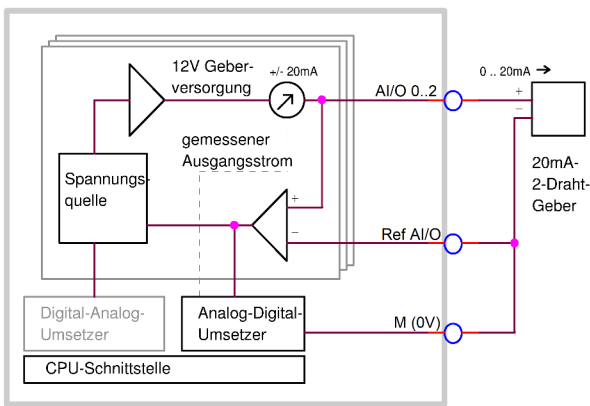 12V Geber-
versorgung
+/- 20mA
AI/O 0..2
0 .. 20mA
+
−
gemessener
Ausgangsstrom
20mA-
2-Draht-
Geber
Spannungs-
quelle
+
−
Ref AI/O
Digital-Analog-
Umsetzer
Analog-Digital-
Umsetzer
M (0V)
CPU-Schnittstelle